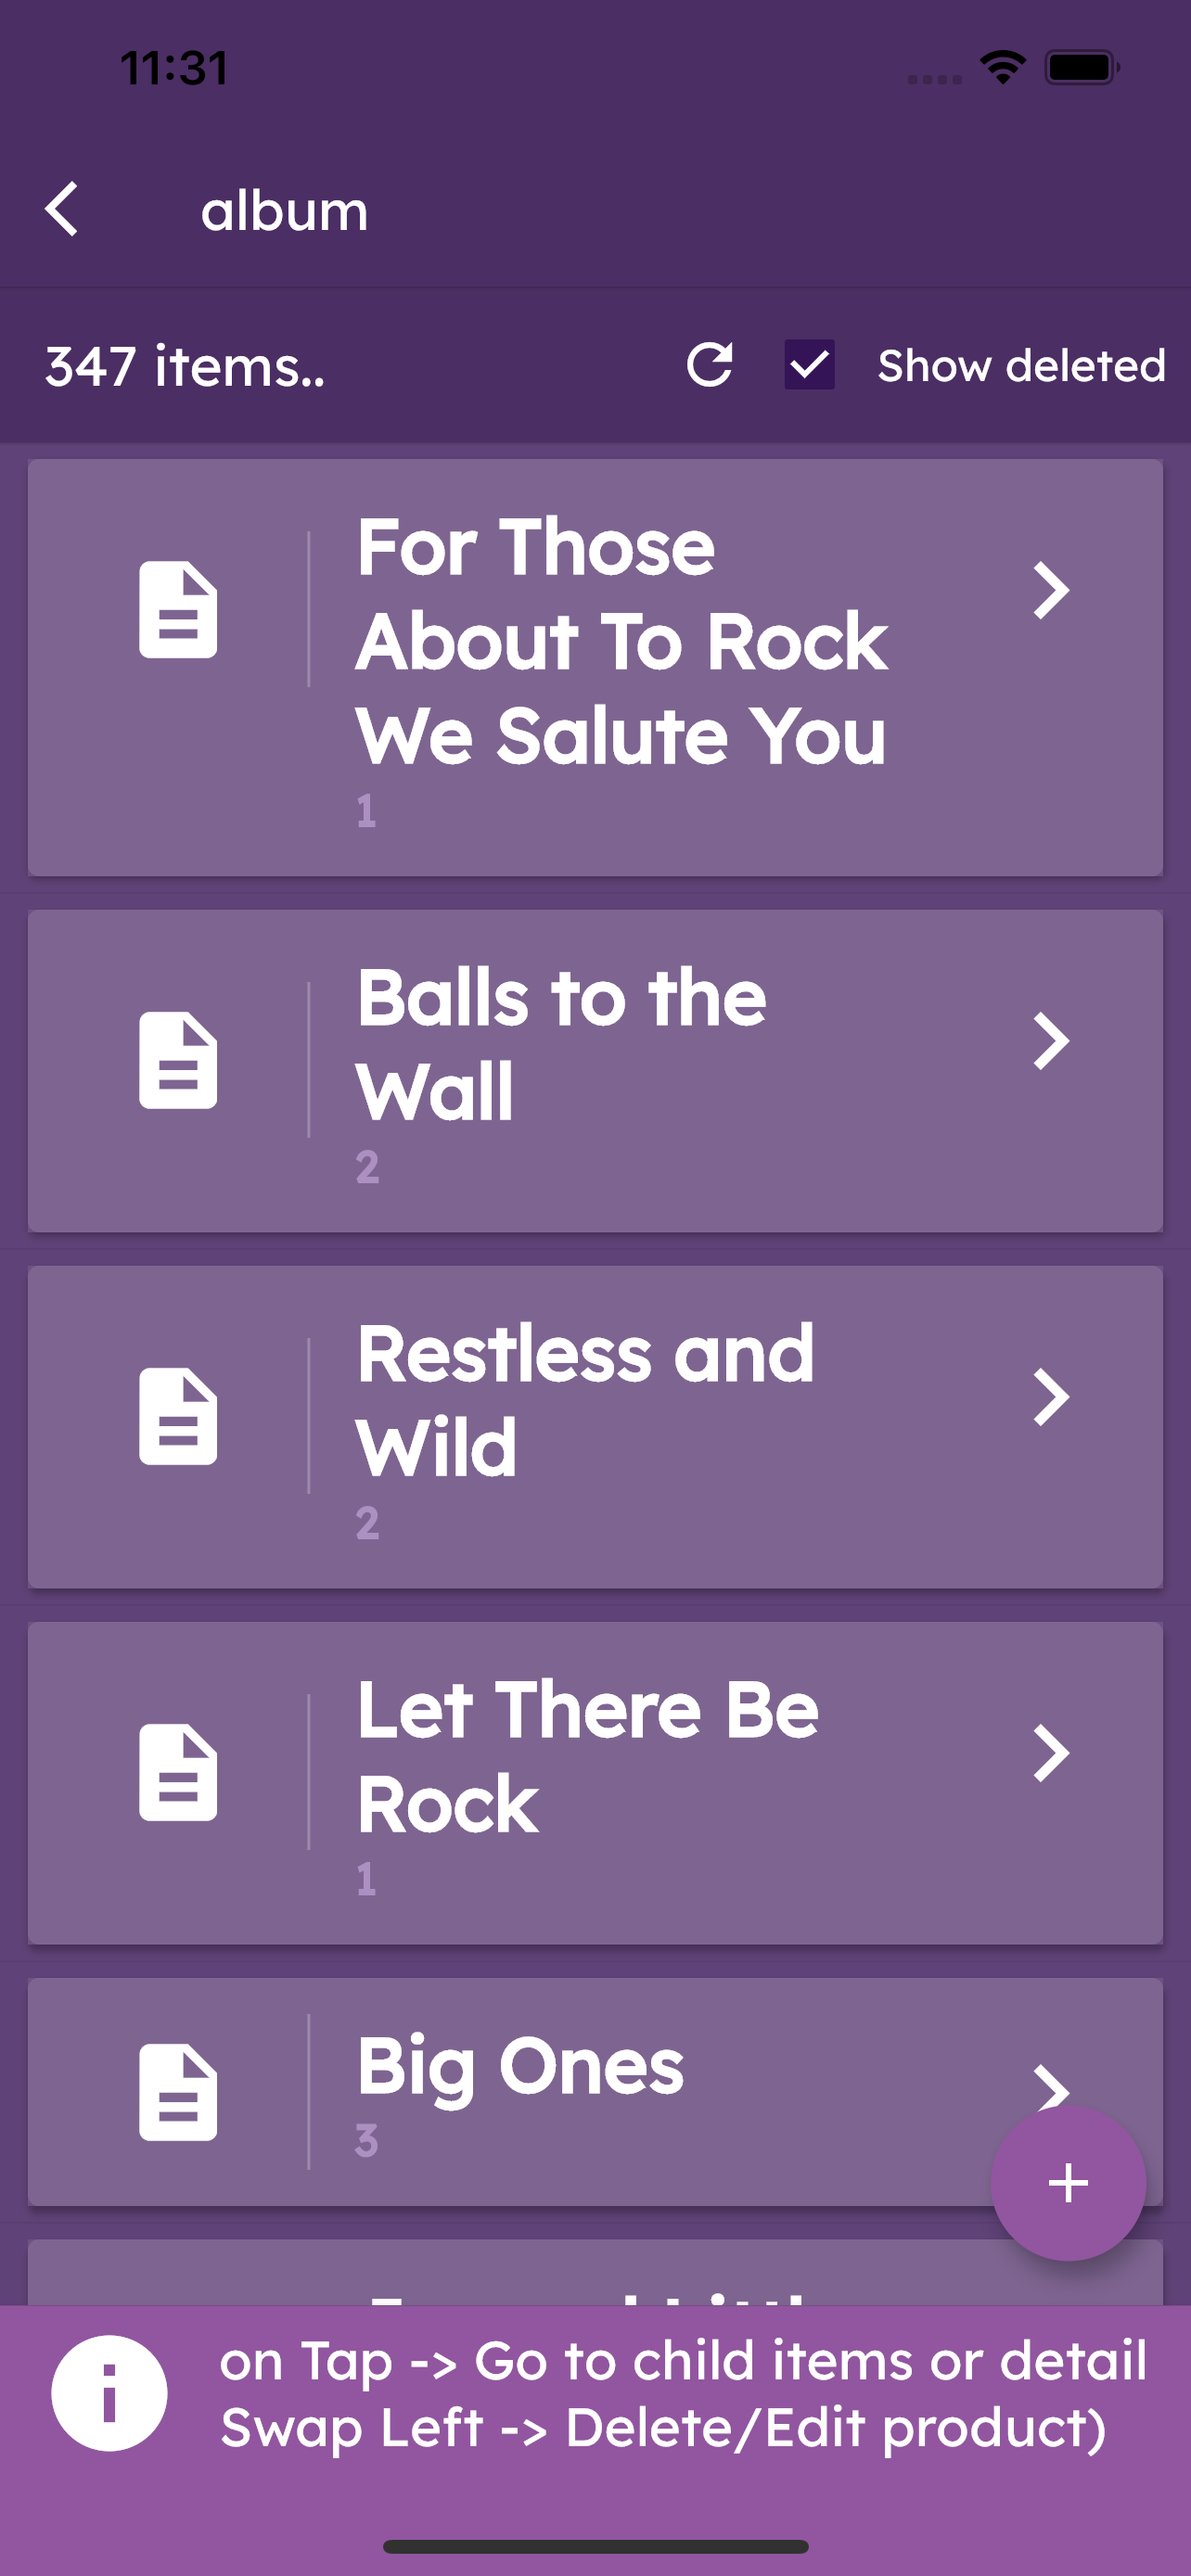 11:31
album
347 items..
Show deleted
For Those
About To Rock
We Salute You
1
Balls to the
Wall
2
Restless and
Wild
2
Let There Be
Rock
1
Big Ones
3
on Tap -> Go to child items or detail
Swap Left -> Delete/Edit product)